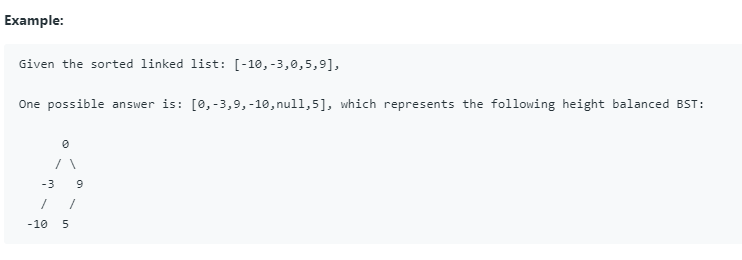 Example:
Given the sorted linked list: [-10,-3,0,5,9],
One possible answer is: [0,-3,9,-10,null,5], which represents the following height balanced BST:
0
/ \
-3 9
/ /
-10 5